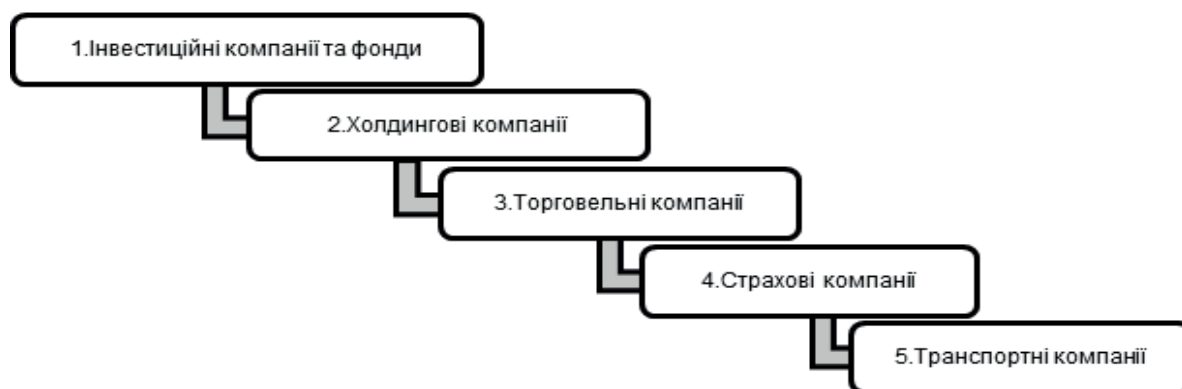 1.Інвестиційні компанії та фонди
2.Холдингові компанії
3.Торговельні компанії
4.Страхові компанії
5.Транспортні компанії